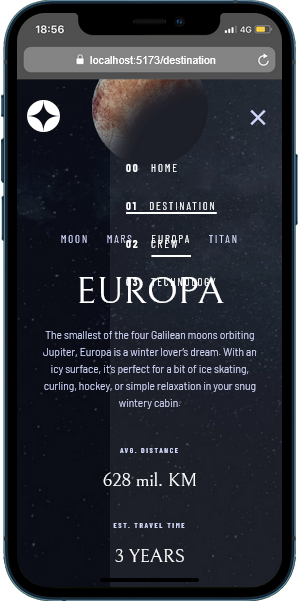 18:56
4G
localhost:5173/destination
00 HOME
01 DESTINATION
MOON MARS EUROPA TITAN
02 CREW
03 TECHNOLOGY
EUROPA
The smallest of the four Galilean moons orbiting
Jupiter, Europa is a winter lover's dream. With an
icy surface, it's perfect for a bit of ice skating,
curling, hockey, or simple relaxation in your snug
wintery cabin.
AVG. DISTANCE
628 mil. KM
EST. TRAVEL TIME
3 YEARS